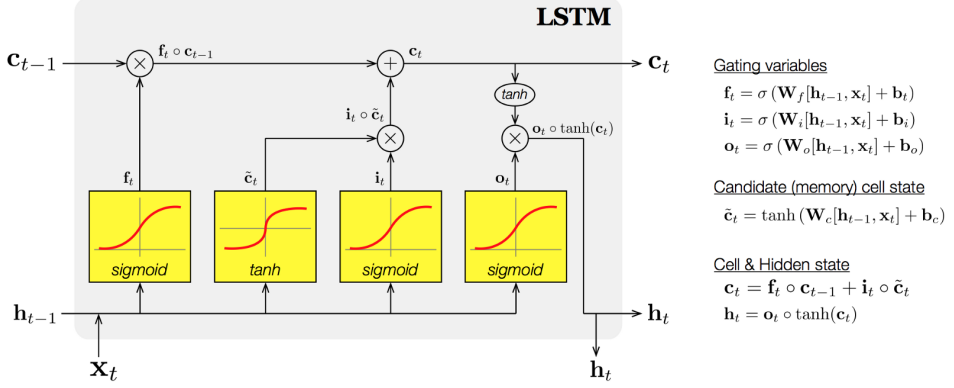 LSTM
c_{t−1}
f_t ∘ c_{t−1}
c_t
c_t
tanh
i_t ∘ c̃_t
o_t ∘ tanh(c_t)
f_t
c̃_t
i_t
o_t
sigmoid
tanh
sigmoid
sigmoid
h_{t−1}
h_t
x_t
h_t
Gating variables
f_t = σ (W_f[h_{t−1}, x_t] + b_t)
i_t = σ (W_i[h_{t−1}, x_t] + b_i)
o_t = σ (W_o[h_{t−1}, x_t] + b_o)
Candidate (memory) cell state
c̃_t = tanh (W_c[h_{t−1}, x_t] + b_c)
Cell & Hidden state
c_t = f_t ∘ c_{t−1} + i_t ∘ c̃_t
h_t = o_t ∘ tanh(c_t)